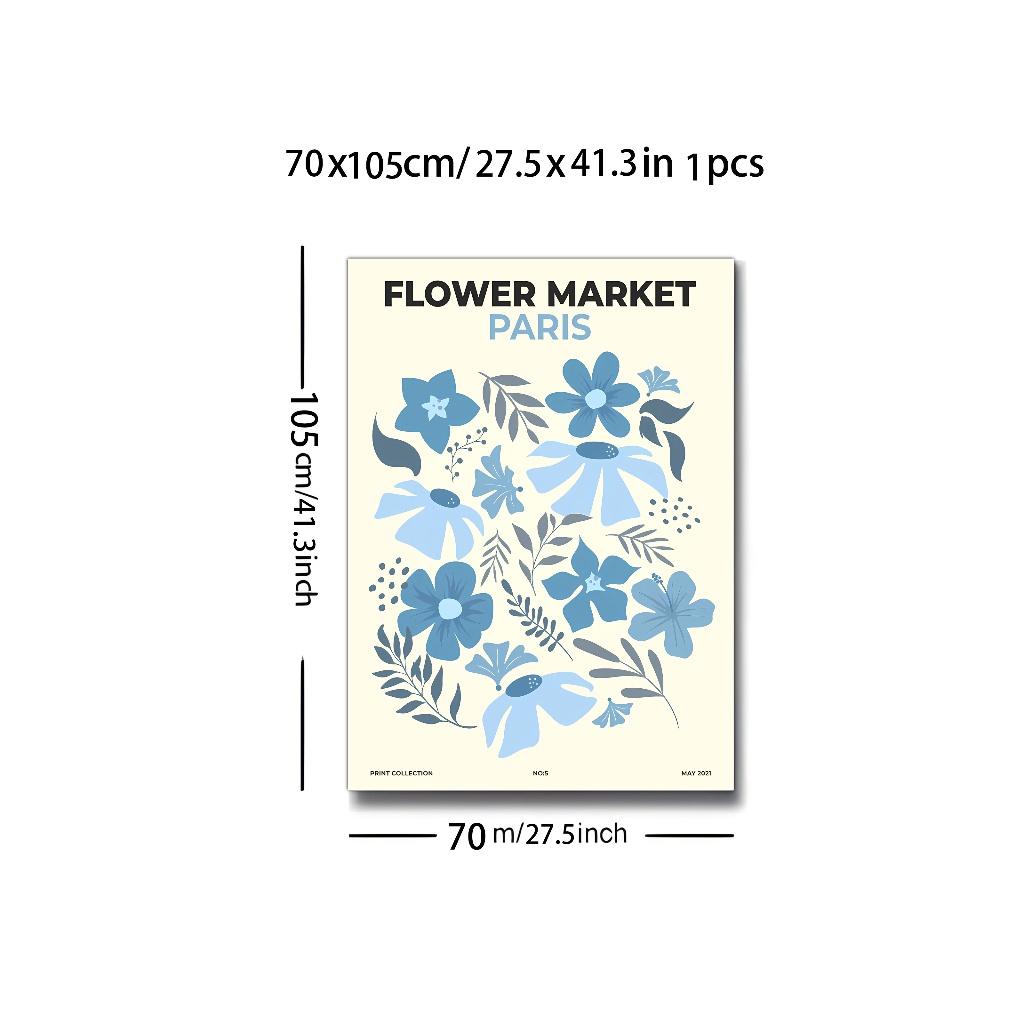 70x105cm/27.5x41.3in 1pcs
FLOWER MARKET
PARIS
105cm/41.3inch
PRINT COLLECTION NO:5 MAY 2021
70 m/27.5inch